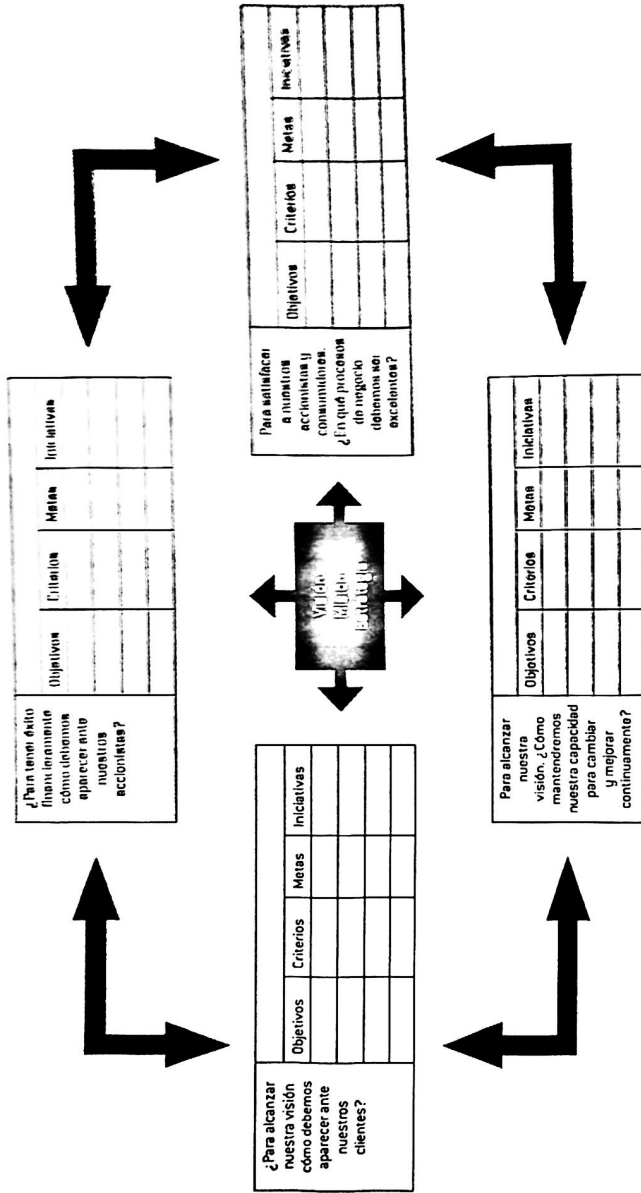 ¿Para tener éxito
financieramente
cómo debemos
aparecer ante
nuestros
accionistas?
Objetivos Criterios Metas Iniciativas
¿Para alcanzar
nuestra visión
cómo debemos
aparecer ante
nuestros
clientes?
Objetivos Criterios Metas Iniciativas
Visión
Misión
Para satisfacer
a nuestros
accionistas y
consumidores.
¿En qué procesos
de negocio
debemos ser
excelentes?
Objetivos Criterios Metas Iniciativas
Para alcanzar
nuestra
visión. ¿Cómo
mantendremos
nuestra capacidad
para cambiar
y mejorar
continuamente?
Objetivos Criterios Metas Iniciativas